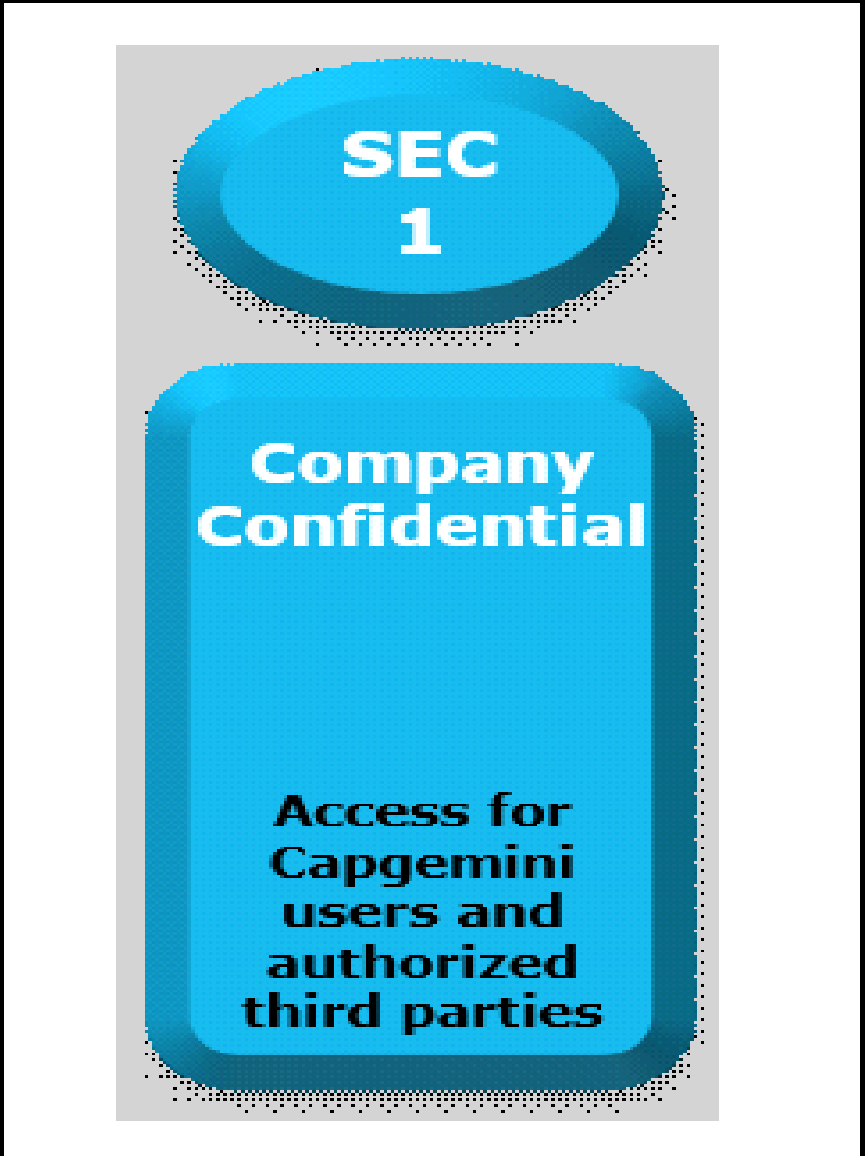 SEC
1
Company
Confidential
Access for
Capgemini
users and
authorized
third parties